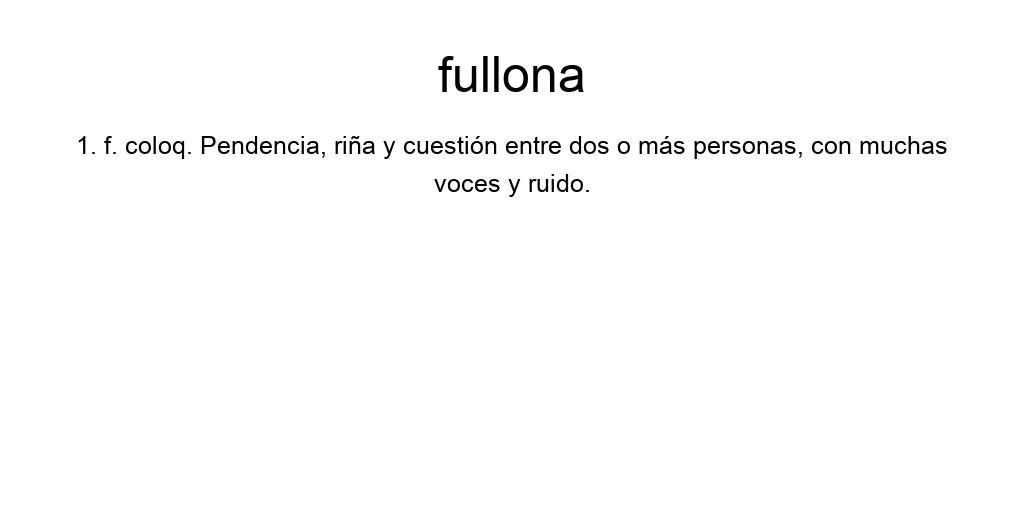 fullona
1. f. coloq. Pendencia, riña y cuestión entre dos o más personas, con muchas
voces y ruido.